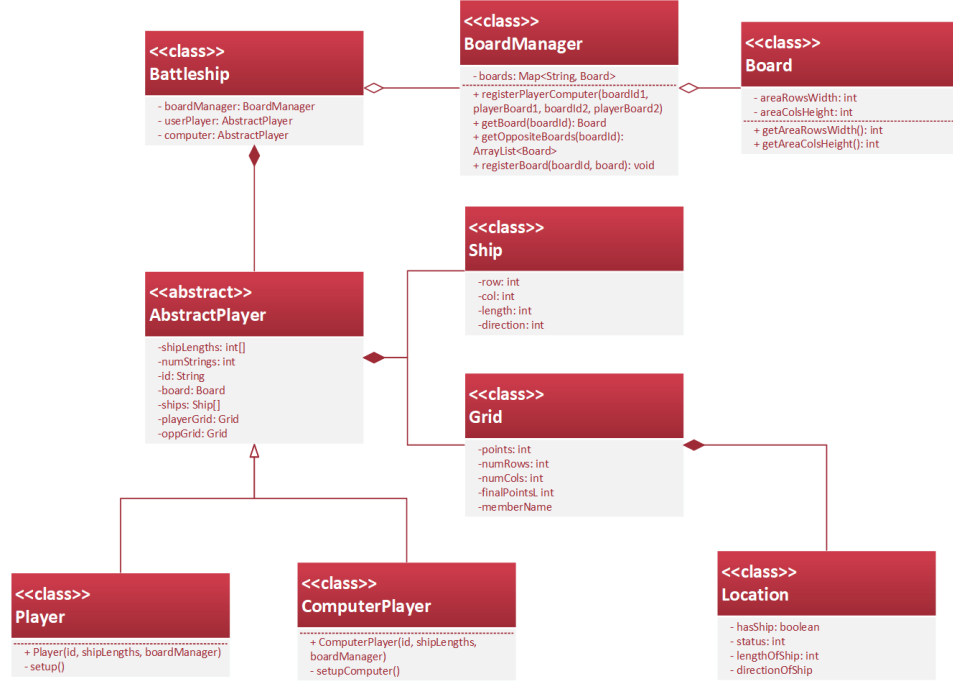 <<class>>
Battleship
- boardManager: BoardManager
- userPlayer: AbstractPlayer
- computer: AbstractPlayer
<<class>>
BoardManager
- boards: Map<String, Board>
+ registerPlayerComputer(boardId1,
playerBoard1, boardId2, playerBoard2)
+ getBoard(boardId): Board
+ getOppositeBoards(boardId):
ArrayList<Board>
+ registerBoard(boardId, board): void
<<class>>
Board
- areaRowsWidth: int
- areaColsHeight: int
+ getAreaRowsWidth(): int
+ getAreaColsHeight(): int
<<abstract>>
AbstractPlayer
-shipLengths: int[]
-numStrings: int
-id: String
-board: Board
-ships: Ship[]
-playerGrid: Grid
-oppGrid: Grid
<<class>>
Ship
-row: int
-col: int
-length: int
-direction: int
<<class>>
Grid
-points: int
-numRows: int
-numCols: int
-finalPointsL int
-memberName
<<class>>
Player
+ Player(id, shipLengths, boardManager)
- setup()
<<class>>
ComputerPlayer
+ ComputerPlayer(id, shipLengths,
boardManager)
- setupComputer()
<<class>>
Location
- hasShip: boolean
- status: int
- lengthOfShip: int
- directionOfShip